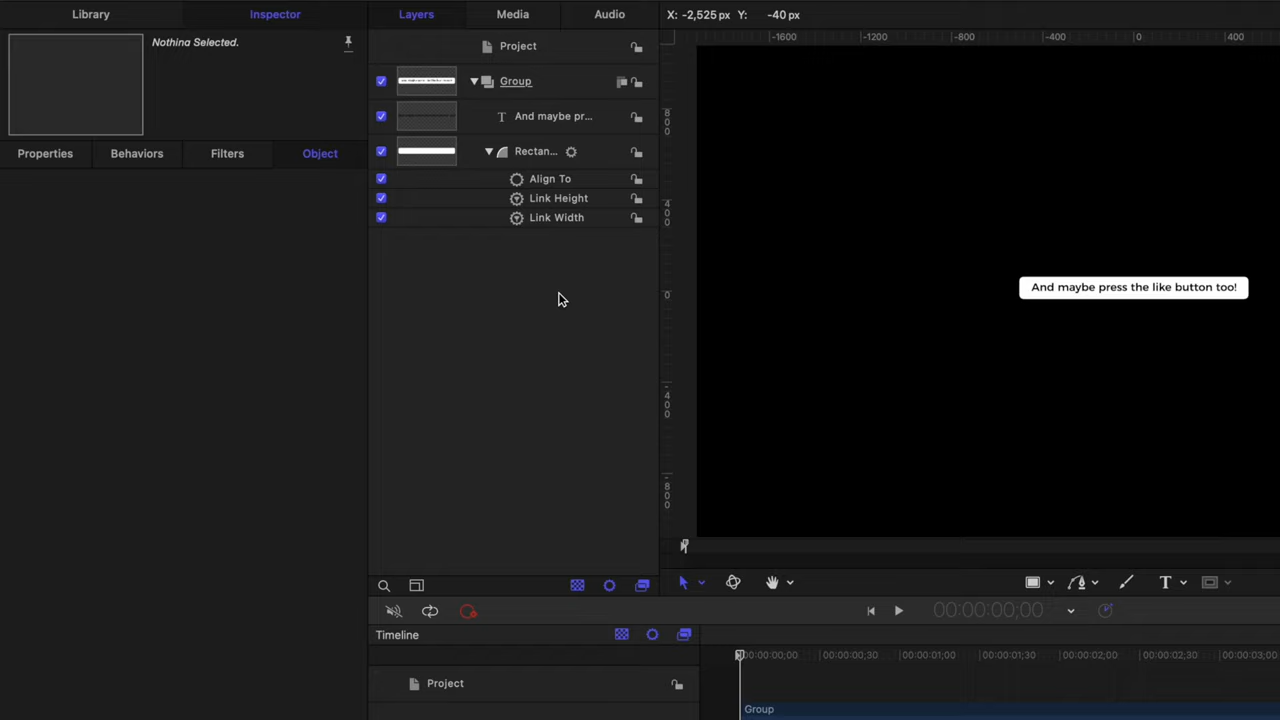 Library
Inspector
Layers
Media
Audio
X: -2,525 px Y: -40 px
Nothing Selected.
-1600
-1200
-800
-400
0
400
Project
Group
And maybe pr...
Rectan...
Properties
Behaviors
Filters
Object
Align To
Link Height
Link Width
800
400
0
-400
-800
And maybe press the like button too!
T
00:00:00;00
Timeline
00:00:00;00
00:00:00;30
00:00:01;00
00:00:01;30
00:00:02;00
00:00:02;30
00:00:03;00
Project
Group